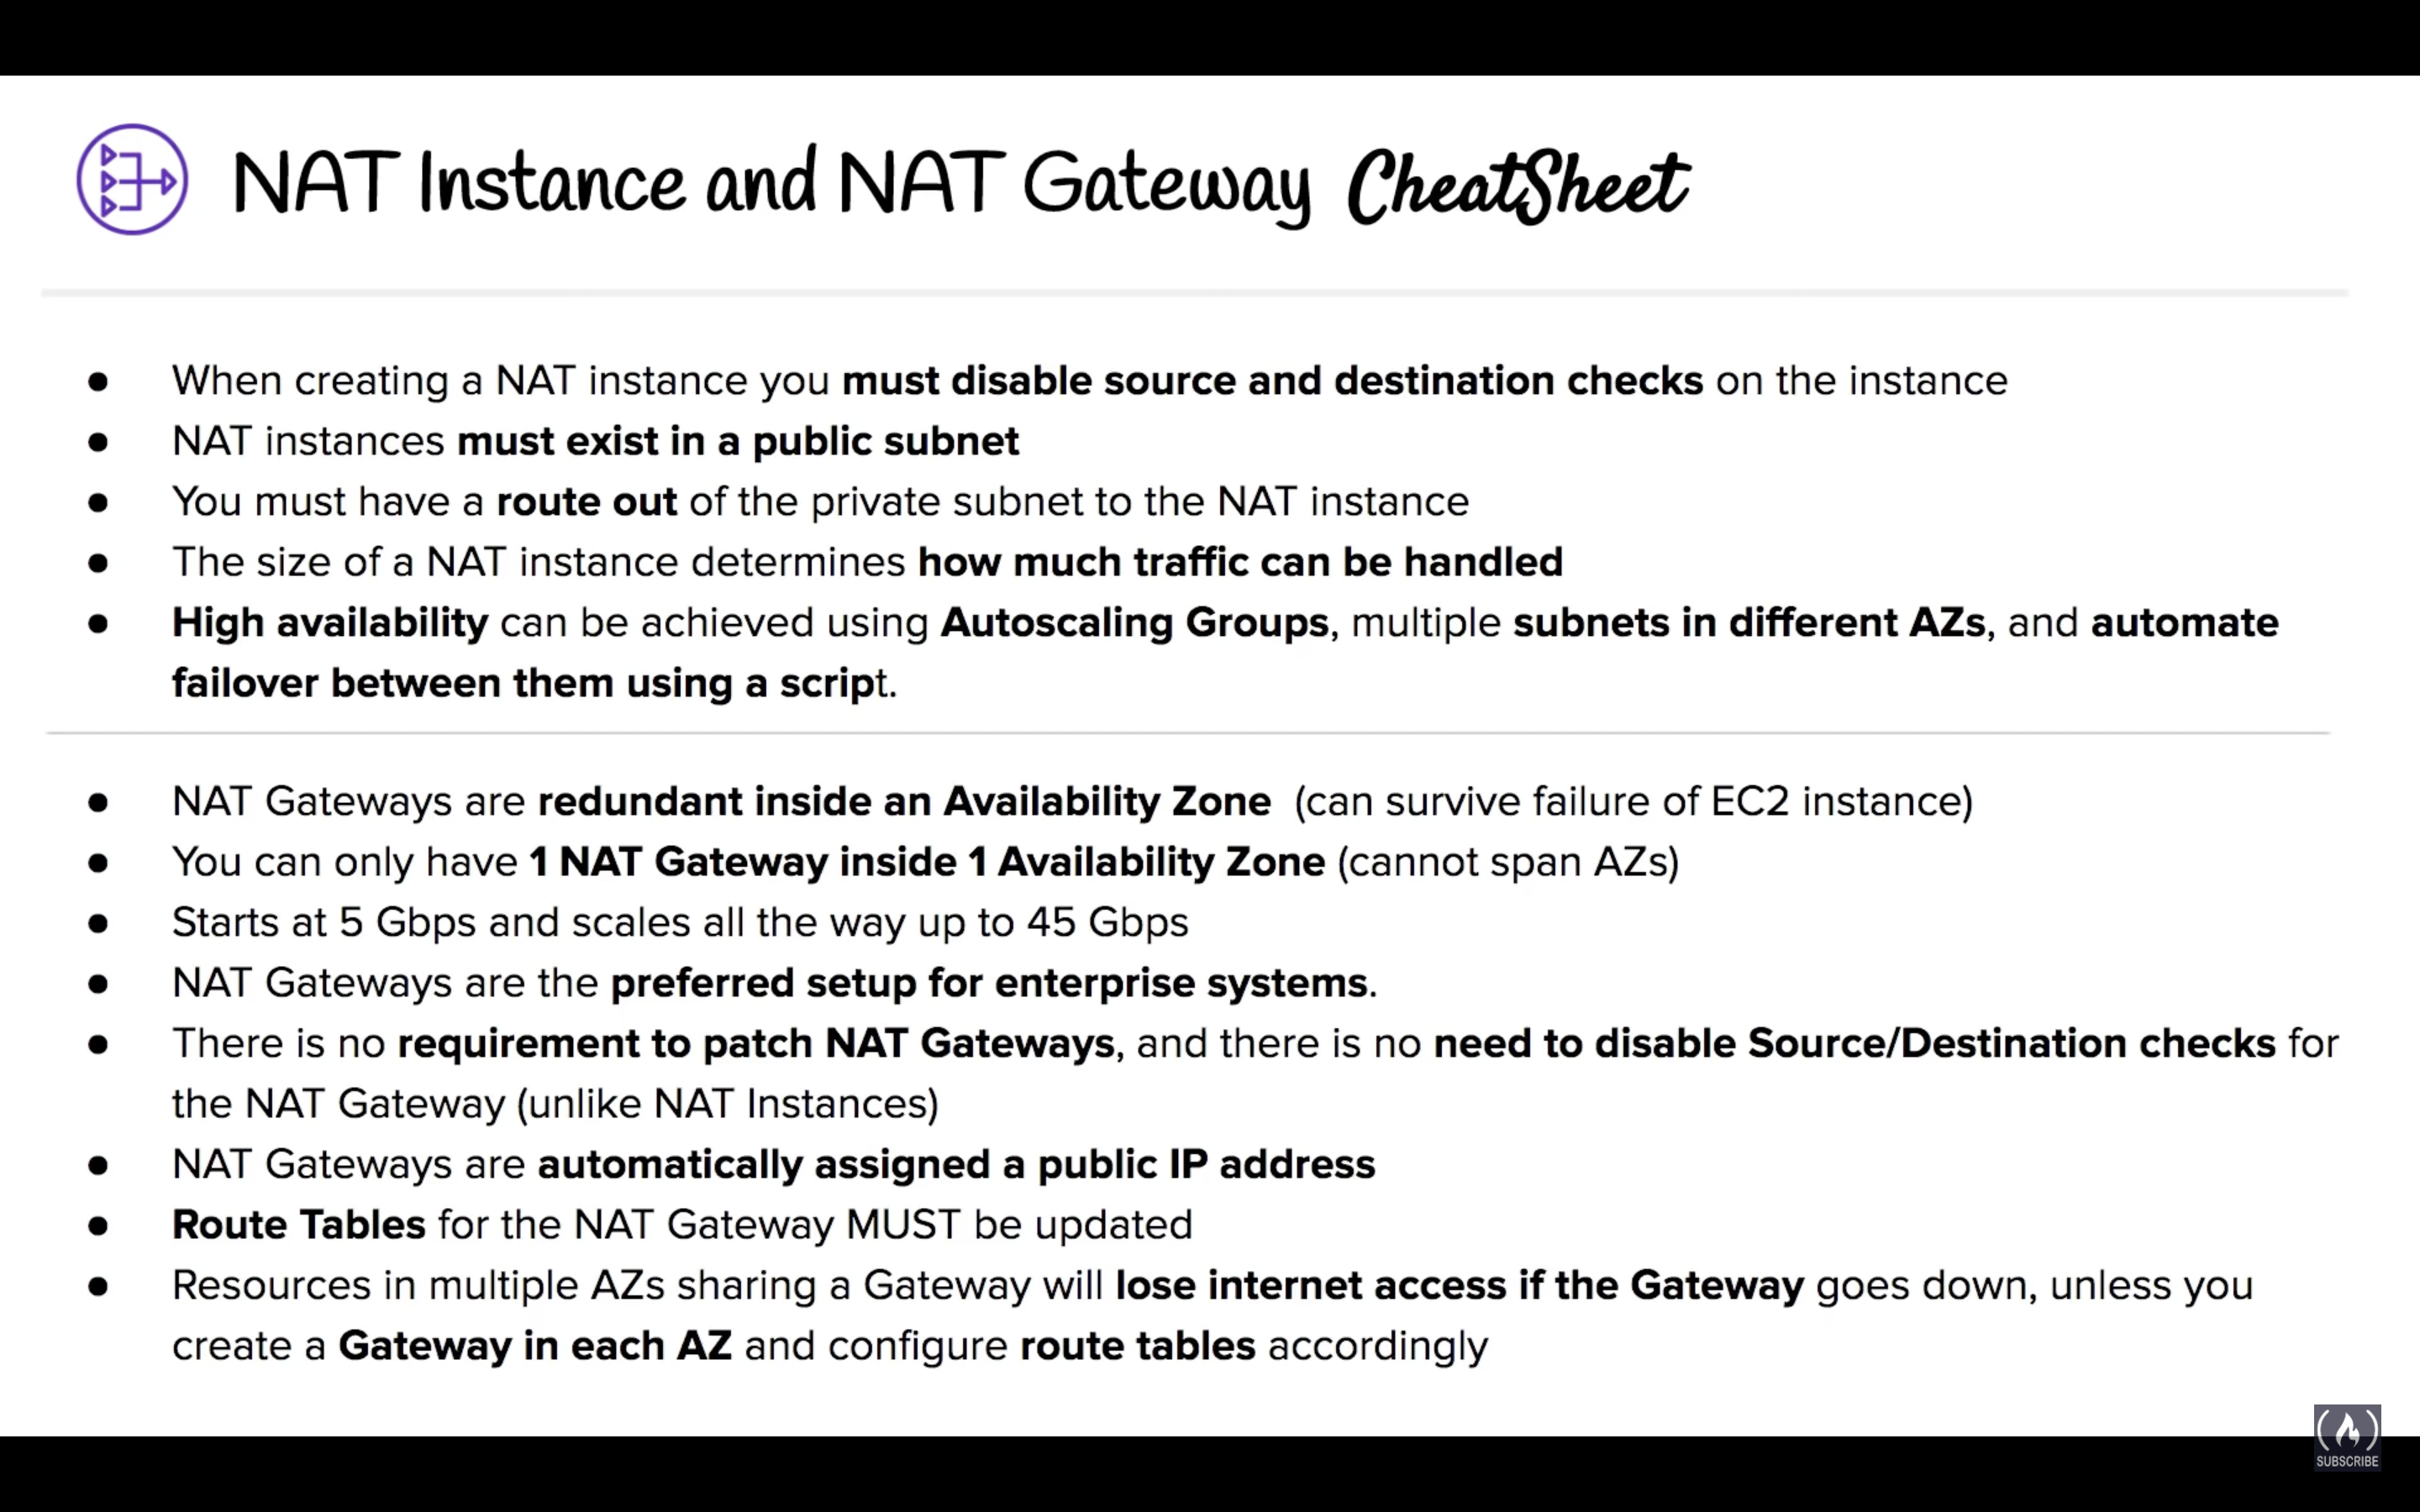 NAT Instance and NAT Gateway CheatSheet
● When creating a NAT instance you must disable source and destination checks on the instance
● NAT instances must exist in a public subnet
● You must have a route out of the private subnet to the NAT instance
● The size of a NAT instance determines how much traffic can be handled
● High availability can be achieved using Autoscaling Groups, multiple subnets in different AZs, and automate
failover between them using a script.
● NAT Gateways are redundant inside an Availability Zone (can survive failure of EC2 instance)
● You can only have 1 NAT Gateway inside 1 Availability Zone (cannot span AZs)
● Starts at 5 Gbps and scales all the way up to 45 Gbps
● NAT Gateways are the preferred setup for enterprise systems.
● There is no requirement to patch NAT Gateways, and there is no need to disable Source/Destination checks for
the NAT Gateway (unlike NAT Instances)
● NAT Gateways are automatically assigned a public IP address
● Route Tables for the NAT Gateway MUST be updated
● Resources in multiple AZs sharing a Gateway will lose internet access if the Gateway goes down, unless you
create a Gateway in each AZ and configure route tables accordingly
SUBSCRIBE